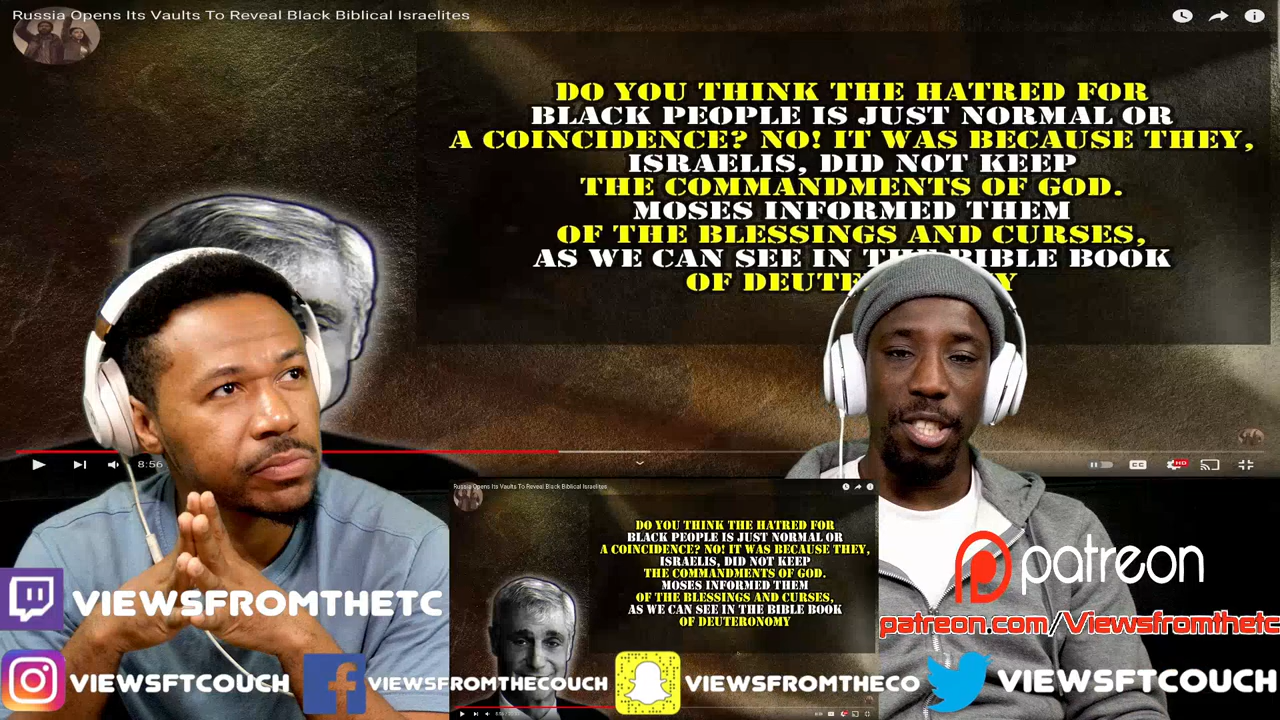 Russia Opens Its Vaults To Reveal Black Biblical Israelites
DO YOU THINK THE HATRED FOR
BLACK PEOPLE IS JUST NORMAL OR
A COINCIDENCE? NO! IT WAS BECAUSE THEY,
ISRAELIS, DID NOT KEEP
THE COMMANDMENTS OF GOD.
MOSES INFORMED THEM
OF THE BLESSINGS AND CURSES,
AS WE CAN SEE IN THE BIBLE BOOK
OF DEUTE Y
8:56
CC
HD
Russia Opens Its Vaults To Reveal Black Biblical Israelites
DO YOU THINK THE HATRED FOR
BLACK PEOPLE IS JUST NORMAL OR
A COINCIDENCE? NO! IT WAS BECAUSE THEY,
ISRAELIS, DID NOT KEEP
THE COMMANDMENTS OF GOD.
MOSES INFORMED THEM
OF THE BLESSINGS AND CURSES,
AS WE CAN SEE IN THE BIBLE BOOK
OF DEUTERONOMY
patreon
patreon.com/Viewsfromthetc
VIEWSFROMTHETC
VIEWSFTCOUCH
VIEWSFROMTHECOUCH
VIEWSFROMTHECO
VIEWSFTCOUCH